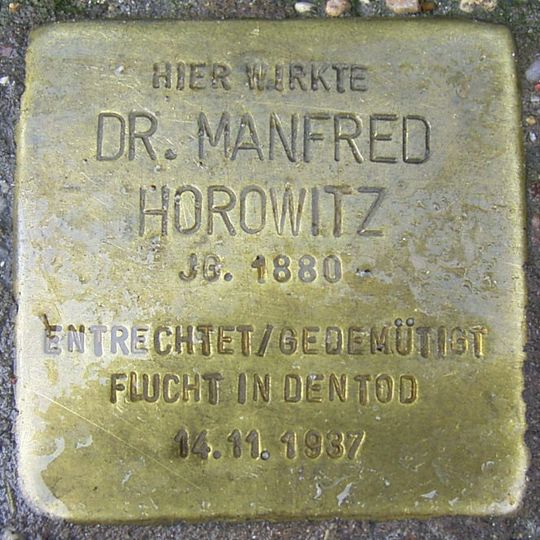 HIER WIRKTE
DR. MANFRED
HOROWITZ
JG. 1880
ENTRECHTET/GEDEMÜTIGT
FLUCHT IN DEN TOD
14.11.1937